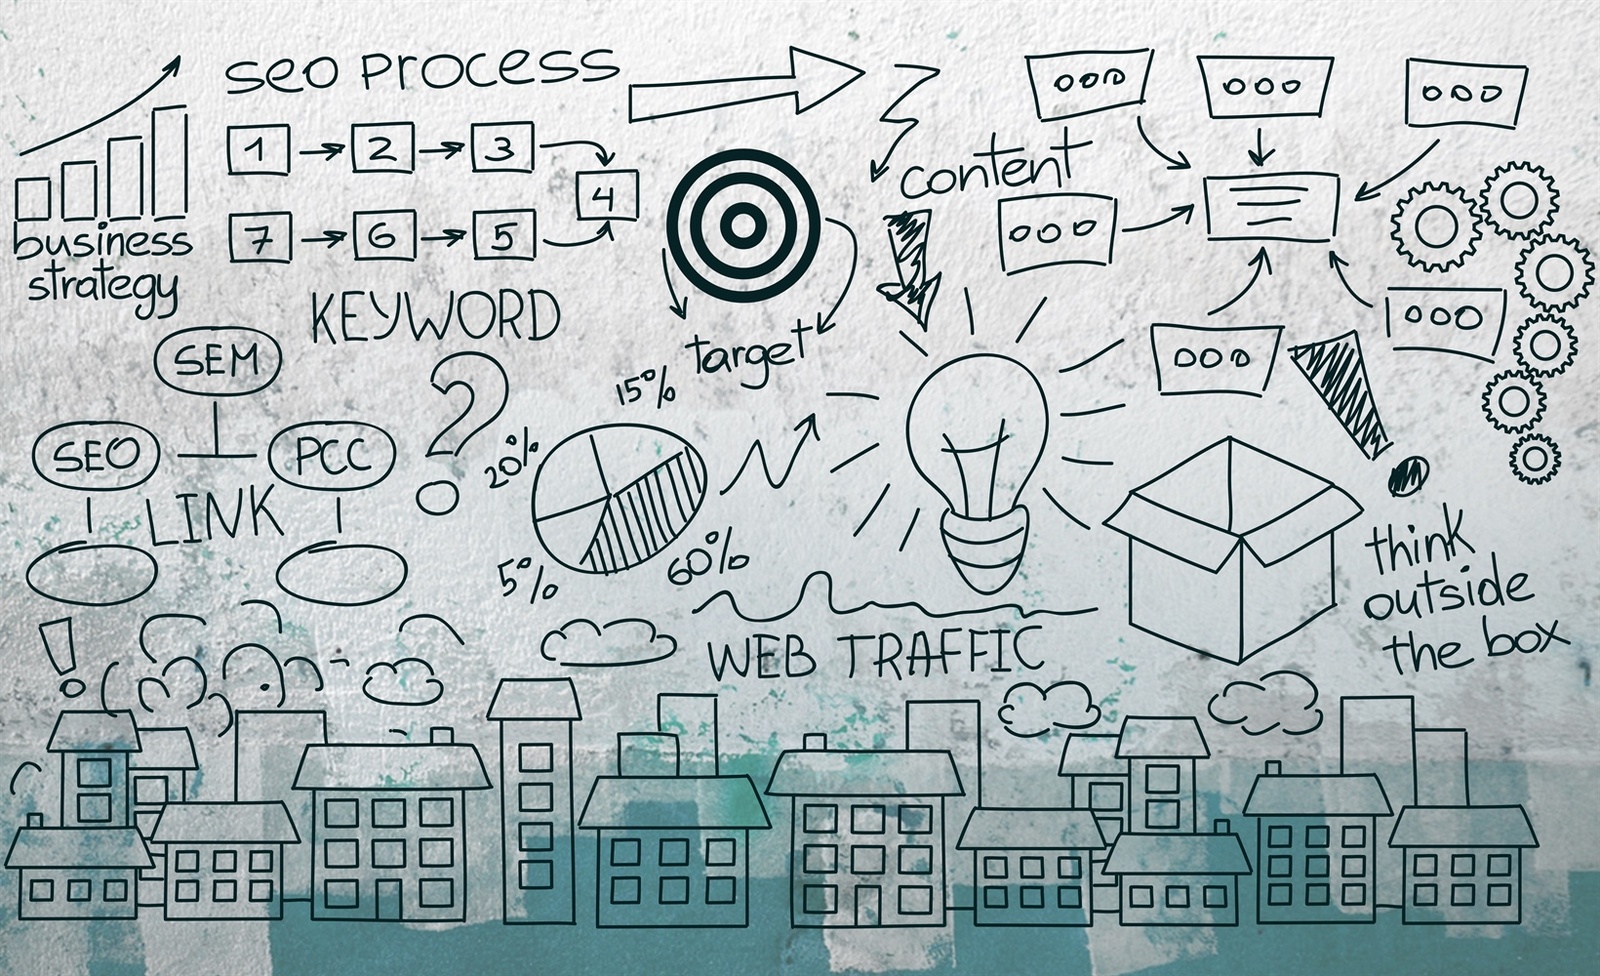 seo process
1 2 3
4
7 6 5
business
strategy
KEYWORD
SEM
SEO
PCC
LINK
?
target
content
15%
20%
5%
60%
WEB TRAFFIC
think
outside
the box
!